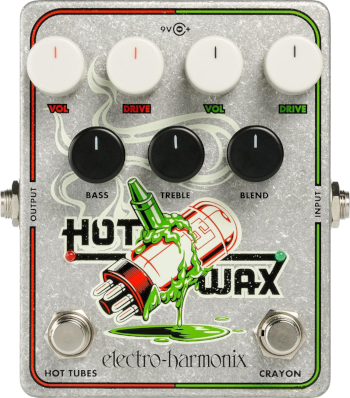 9V
VOL DRIVE VOL DRIVE
BASS TREBLE BLEND
OUTPUT
INPUT
HOT
WAX
electro-harmonix
HOT TUBES CRAYON